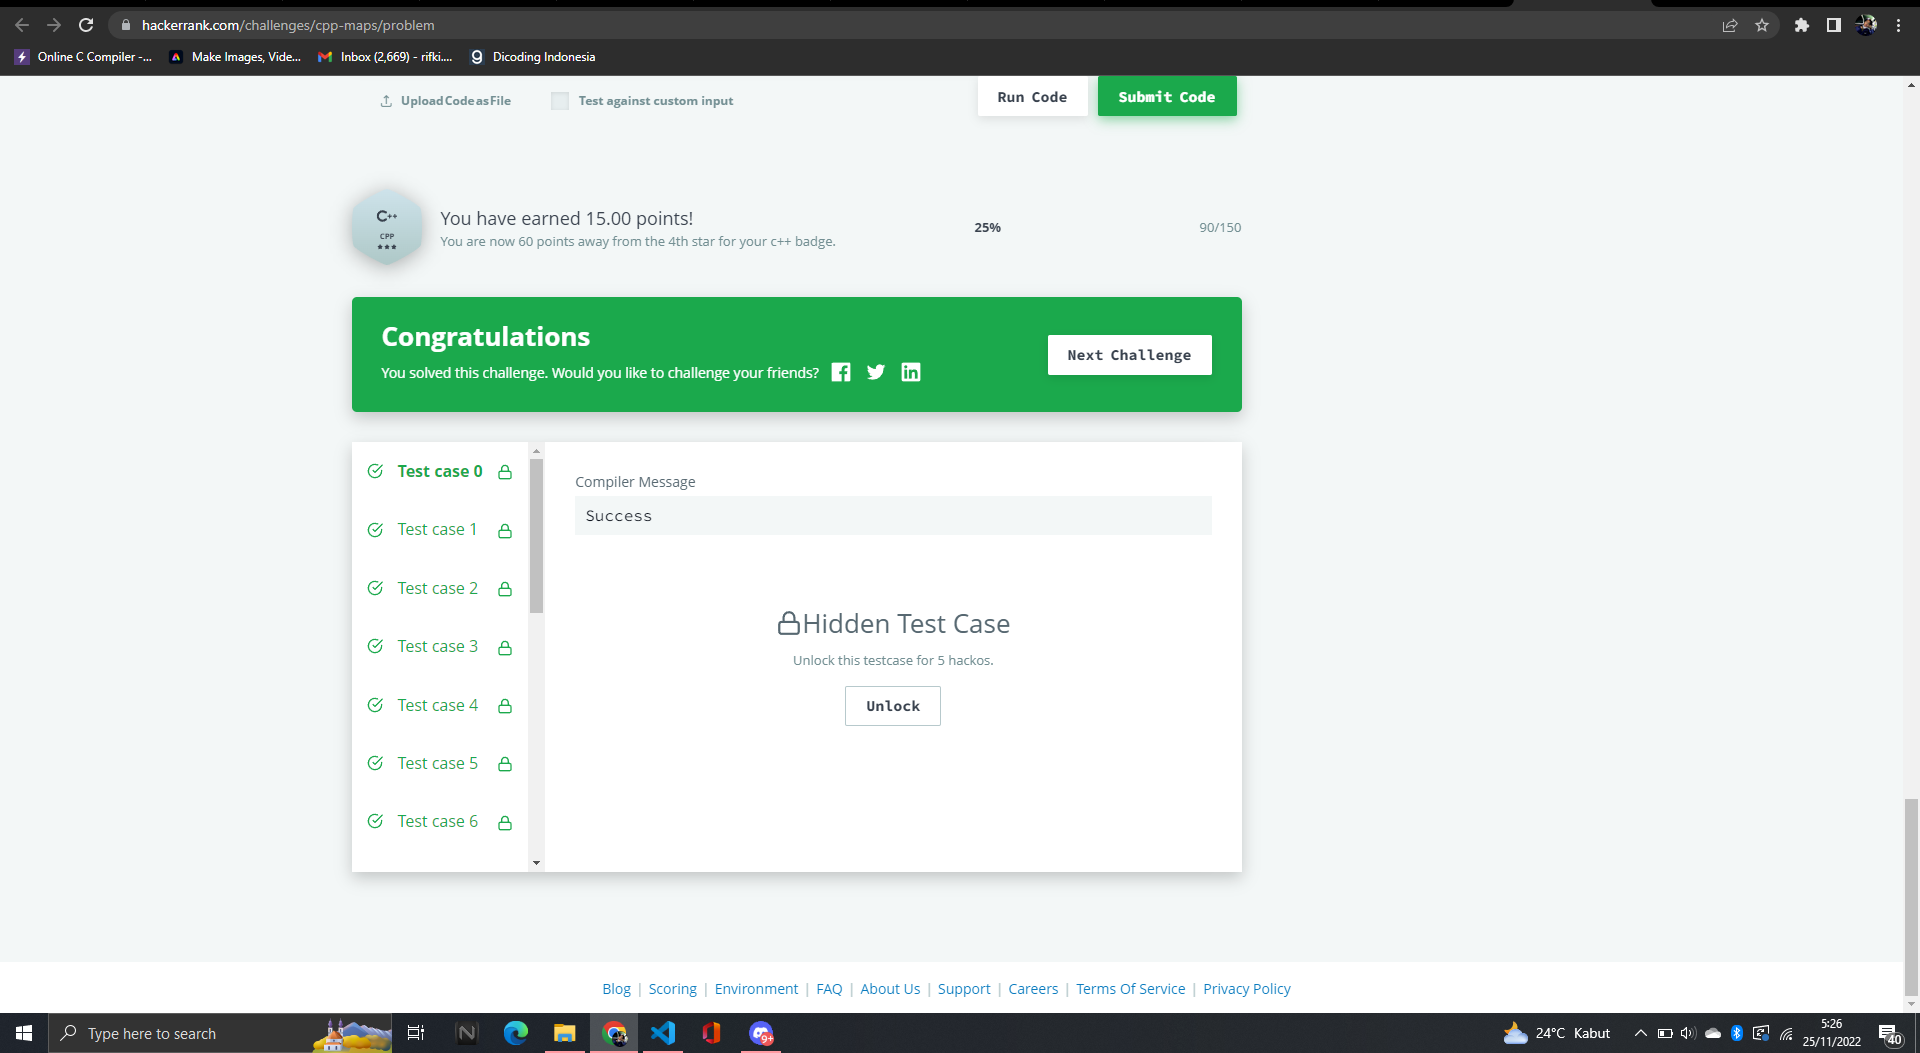 hackerrank.com/challenges/cpp-maps/problem
Online C Compiler -...
Make Images, Vide...
Inbox (2,669) - rifki....
Dicoding Indonesia
Upload Code as File
Test against custom input
Run Code
Submit Code
C++
CPP
★★★
You have earned 15.00 points!
You are now 60 points away from the 4th star for your c++ badge.
25%
90/150
Congratulations
You solved this challenge. Would you like to challenge your friends?
Next Challenge
Test case 0
Test case 1
Test case 2
Test case 3
Test case 4
Test case 5
Test case 6
Compiler Message
Success
Hidden Test Case
Unlock this testcase for 5 hackos.
Unlock
Blog | Scoring | Environment | FAQ | About Us | Support | Careers | Terms Of Service | Privacy Policy
Type here to search
9+
24°C Kabut
5:26
25/11/2022
40